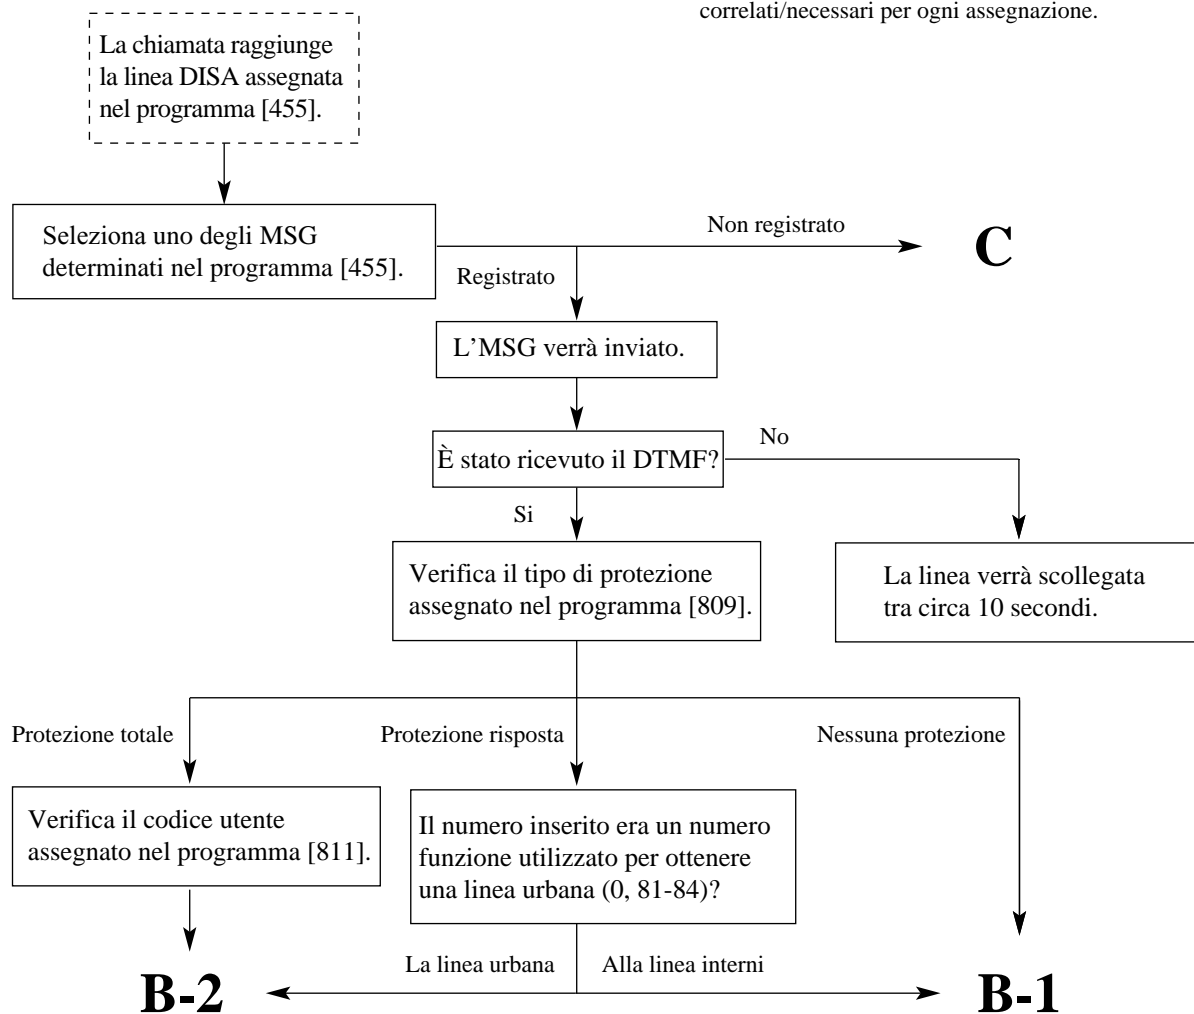 correlati/necessari per ogni assegnazione.
La chiamata raggiunge
la linea DISA assegnata
nel programma [455].
Seleziona uno degli MSG
determinati nel programma [455].
Non registrato
C
Registrato
L’MSG verrà inviato.
È stato ricevuto il DTMF?
No
Si
Verifica il tipo di protezione
assegnato nel programma [809].
La linea verrà scollegata
tra circa 10 secondi.
Protezione totale
Protezione risposta
Nessuna protezione
Verifica il codice utente
assegnato nel programma [811].
Il numero inserito era un numero
funzione utilizzato per ottenere
una linea urbana (0, 81-84)?
La linea urbana
Alla linea interni
B-2
B-1